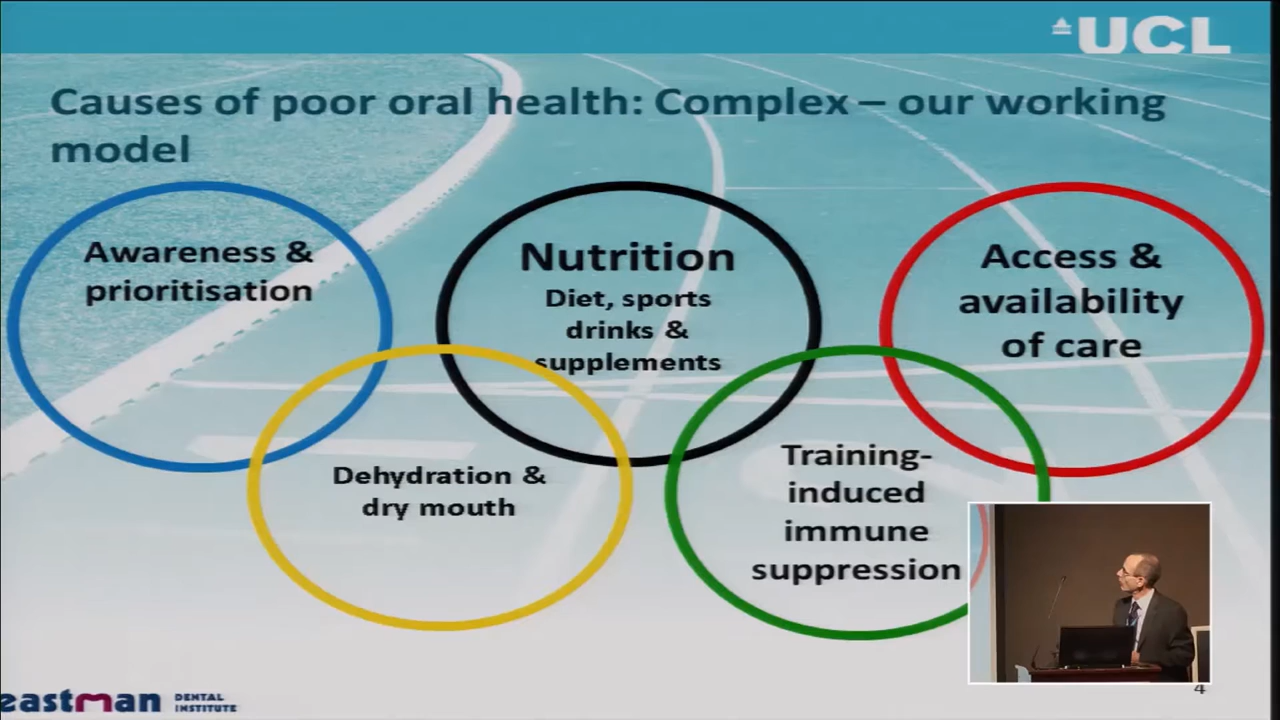 UCL
Causes of poor oral health: Complex – our working
model
Awareness &
prioritisation
Nutrition
Diet, sports
drinks &
supplements
Access &
availability
of care
Dehydration &
dry mouth
Training-
induced
immune
suppression
eastman DENTAL
INSTITUTE
4